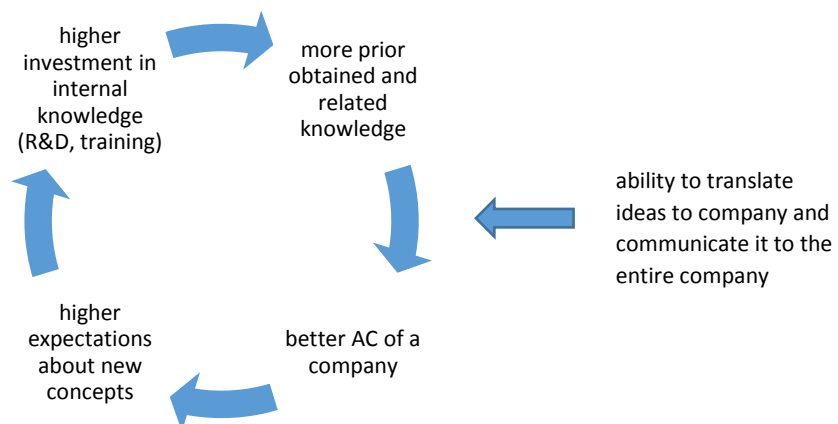 higher
investment in
internal
knowledge
(R&D, training)
more prior
obtained and
related
knowledge
ability to translate
ideas to company and
communicate it to the
entire company
better AC of a
company
higher
expectations
about new
concepts